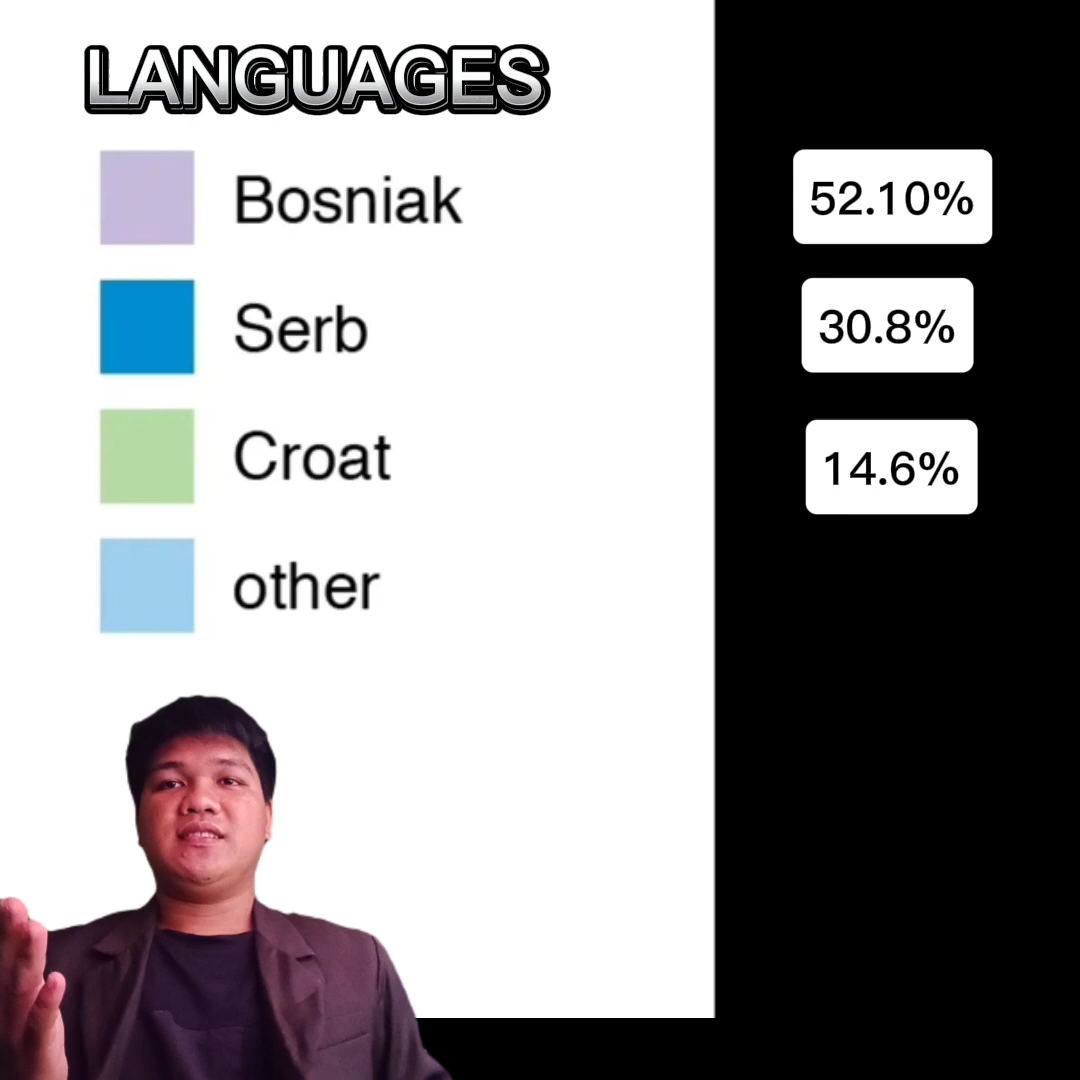 LANGUAGES
Bosniak 52.10%
Serb 30.8%
Croat 14.6%
other